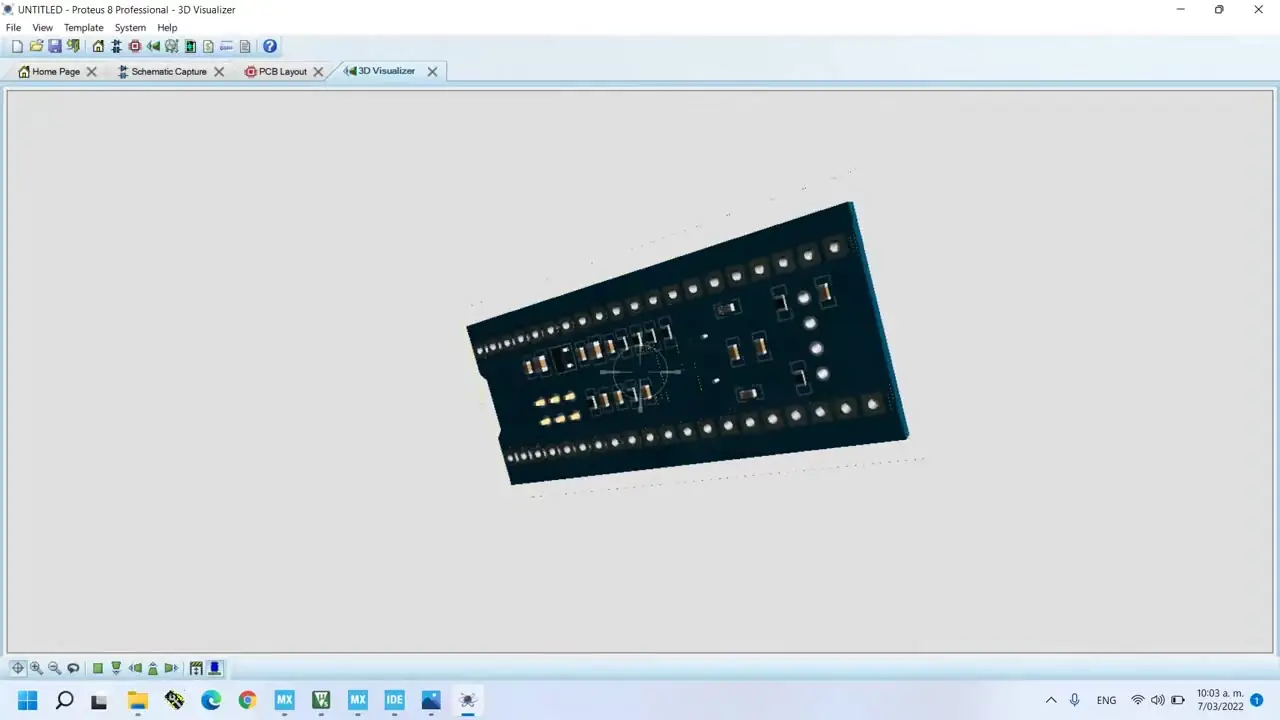 UNTITLED - Proteus 8 Professional - 3D Visualizer
File View Template System Help
Home Page Schematic Capture PCB Layout 3D Visualizer
MX MX IDE ENG 10:03 a. m.
7/03/2022 1